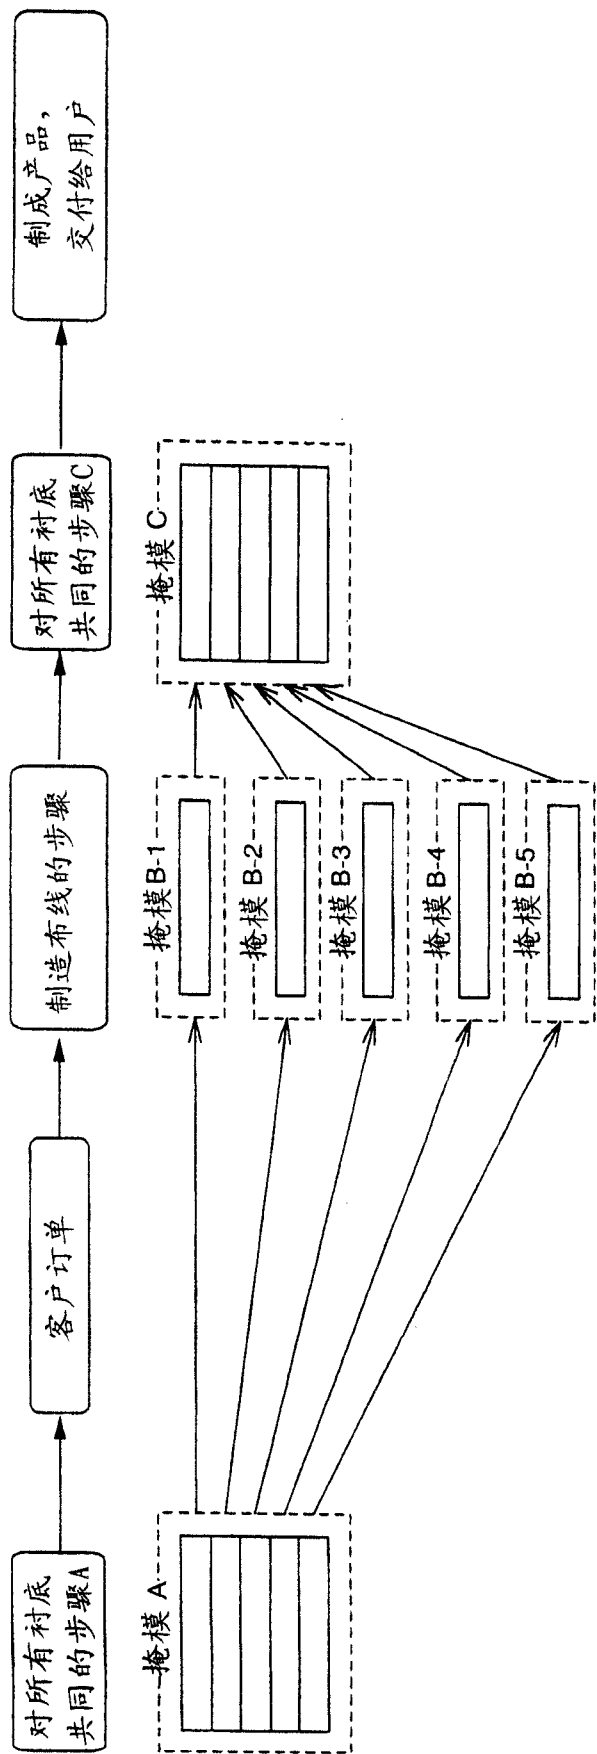 对所有衬底
共同的步骤A
客户订单
制造布线的步骤
对所有衬底
共同的步骤C
制成产品,
交付给用户
掩模 A
掩模B-1
掩模 B-2
掩模 B-3
掩模 B-4
掩模 B-5
掩模 C